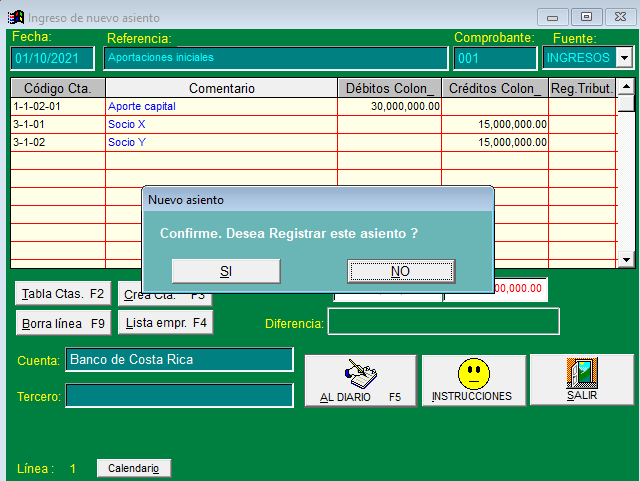 Ingreso de nuevo asiento
Fecha: Referencia: Comprobante: Fuente:
01/10/2021 Aportaciones iniciales 001 INGRESOS
Código Cta. Comentario Débitos Colon_ Créditos Colon_ Reg.Tribut.
1-1-02-01 Aporte capital 30,000,000.00
3-1-01 Socio X 15,000,000.00
3-1-02 Socio Y 15,000,000.00
Nuevo asiento
Confirme. Desea Registrar este asiento ?
SI NO
Tabla Ctas. F2 Crea Cta. F3 00,000.00
Borra línea F9 Lista empr. F4 Diferencia:
Cuenta: Banco de Costa Rica
Tercero: AL DIARIO F5 INSTRUCCIONES SALIR
Línea : 1 Calendario